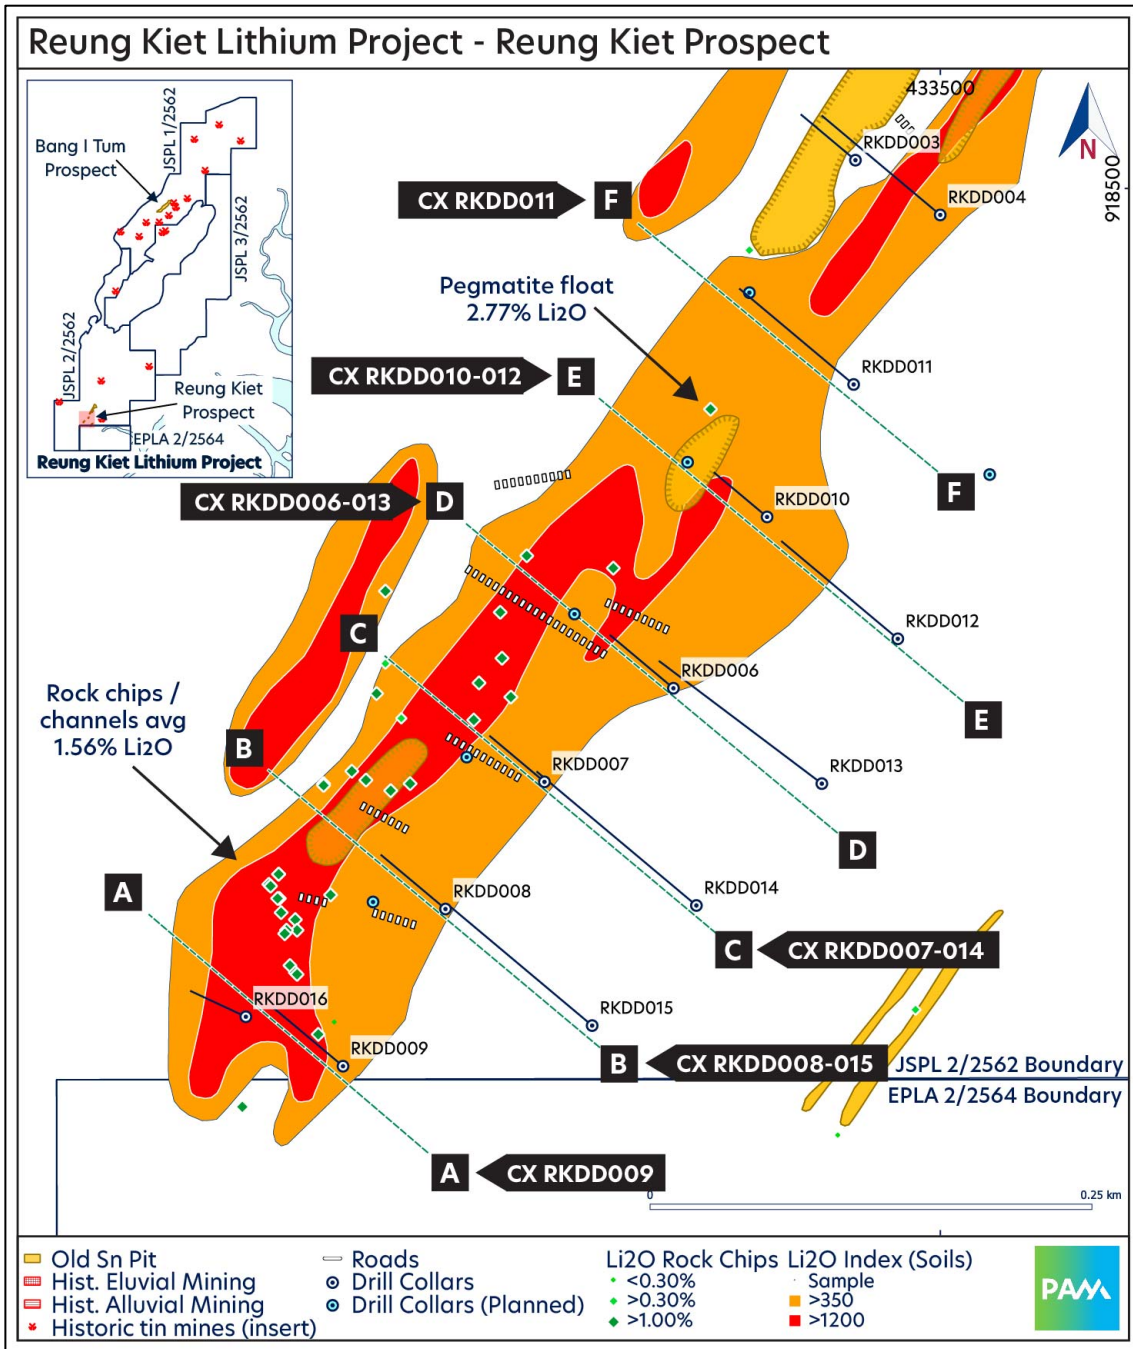 Reung Kiet Lithium Project - Reung Kiet Prospect
JSPL 1/2562
Bang I Tum
Prospect
JSPL 3/2562
JSPL 2/2562
Reung Kiet
Prospect
EPLA 2/2564
Reung Kiet Lithium Project
433500
N
918500
RKDD003
RKDD004
CX RKDD011
F
Pegmatite float
2.77% Li2O
RKDD011
CX RKDD010-012
E
F
RKDD010
CX RKDD006-013
D
RKDD012
C
RKDD006
E
Rock chips /
channels avg
1.56% Li2O
B
RKDD007
RKDD013
D
A
RKDD008
RKDD014
C
CX RKDD007-014
RKDD016
RKDD015
RKDD009
B
CX RKDD008-015
JSPL 2/2562 Boundary
EPLA 2/2564 Boundary
A
CX RKDD009
0
0.25 km
Old Sn Pit
Hist. Eluvial Mining
Hist. Alluvial Mining
Historic tin mines (insert)
Roads
Drill Collars
Drill Collars (Planned)
Li2O Rock Chips
<0.30%
>0.30%
>1.00%
Li2O Index (Soils)
Sample
>350
>1200
PAM